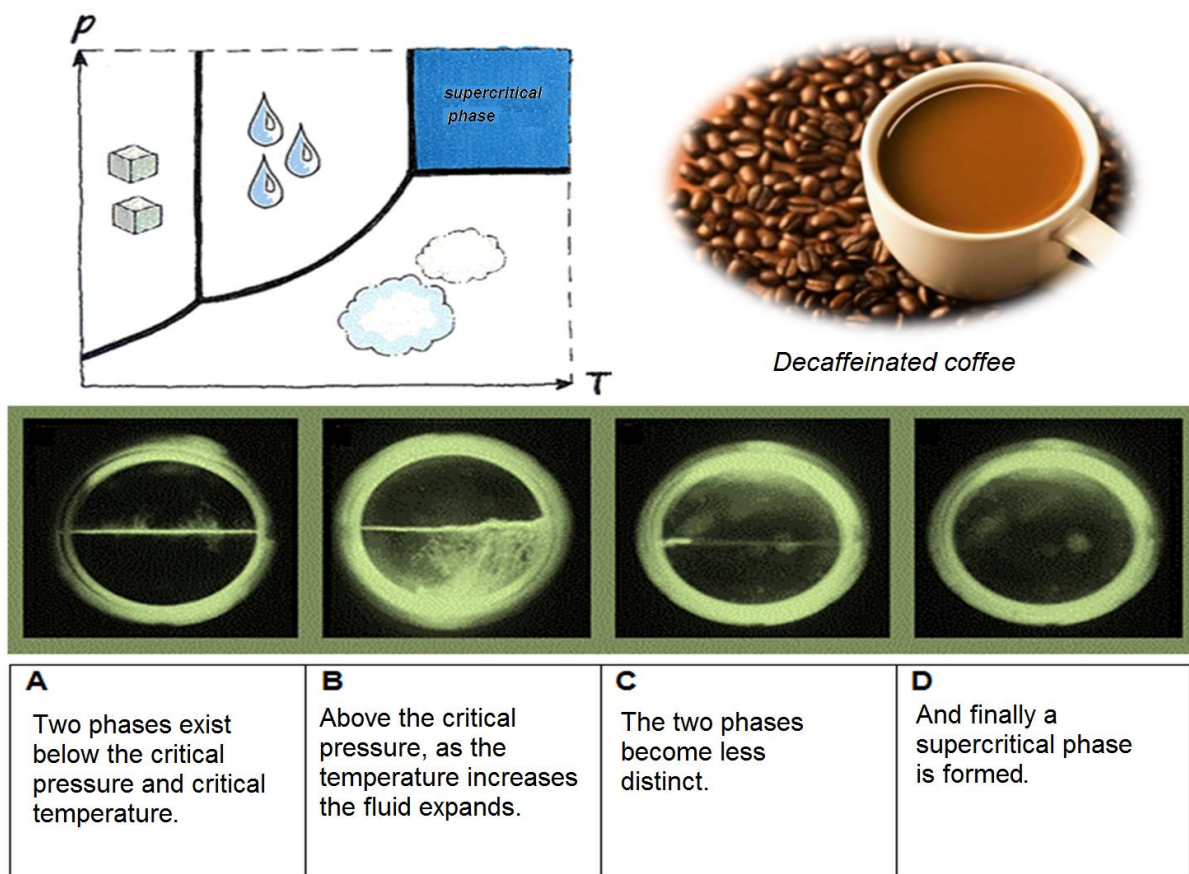 P
supercritical
phase
T
Decaffeinated coffee
A
Two phases exist
below the critical
pressure and critical
temperature.
B
Above the critical
pressure, as the
temperature increases
the fluid expands.
C
The two phases
become less
distinct.
D
And finally a
supercritical phase
is formed.